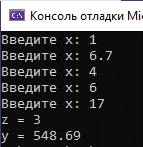 Консоль отладки Mic
Введите x: 1
Введите x: 6.7
Введите x: 4
Введите x: 6
Введите x: 17
z = 3
y = 548.69